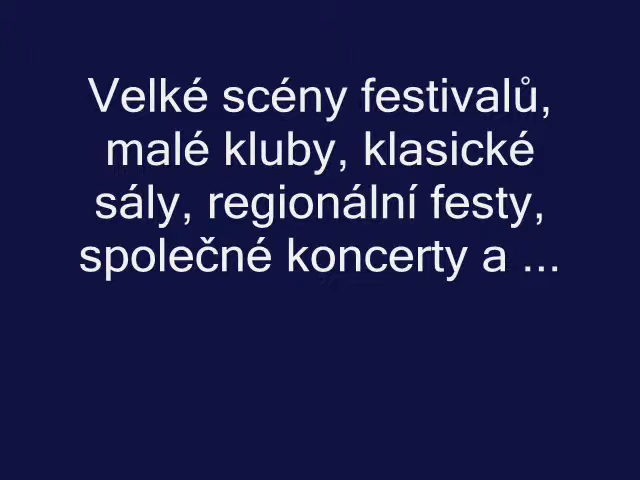 Velké scény festivalů,
malé kluby, klasické
sály, regionální festy,
společné koncerty a ...